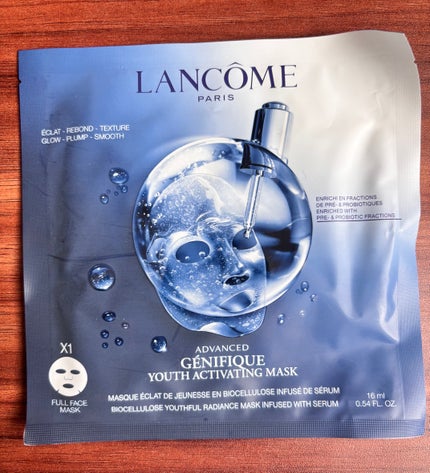 LANCÔME
PARIS
ÉCLAT - REBOND - TEXTURE
GLOW - PLUMP - SMOOTH
ENRICHI EN FRACTIONS
DE PRÉ- & PROBIOTIQUES
ENRICHED WITH
PRE- & PROBIOTIC FRACTIONS
ADVANCED
GÉNIFIQUE
YOUTH ACTIVATING MASK
X1
FULL FACE
MASK
MASQUE ÉCLAT DE JEUNESSE EN BIOCELLULOSE INFUSÉ DE SÉRUM
BIOCELLULOSE YOUTHFUL RADIANCE MASK INFUSED WITH SERUM
16 ml
0.54 FL. OZ.